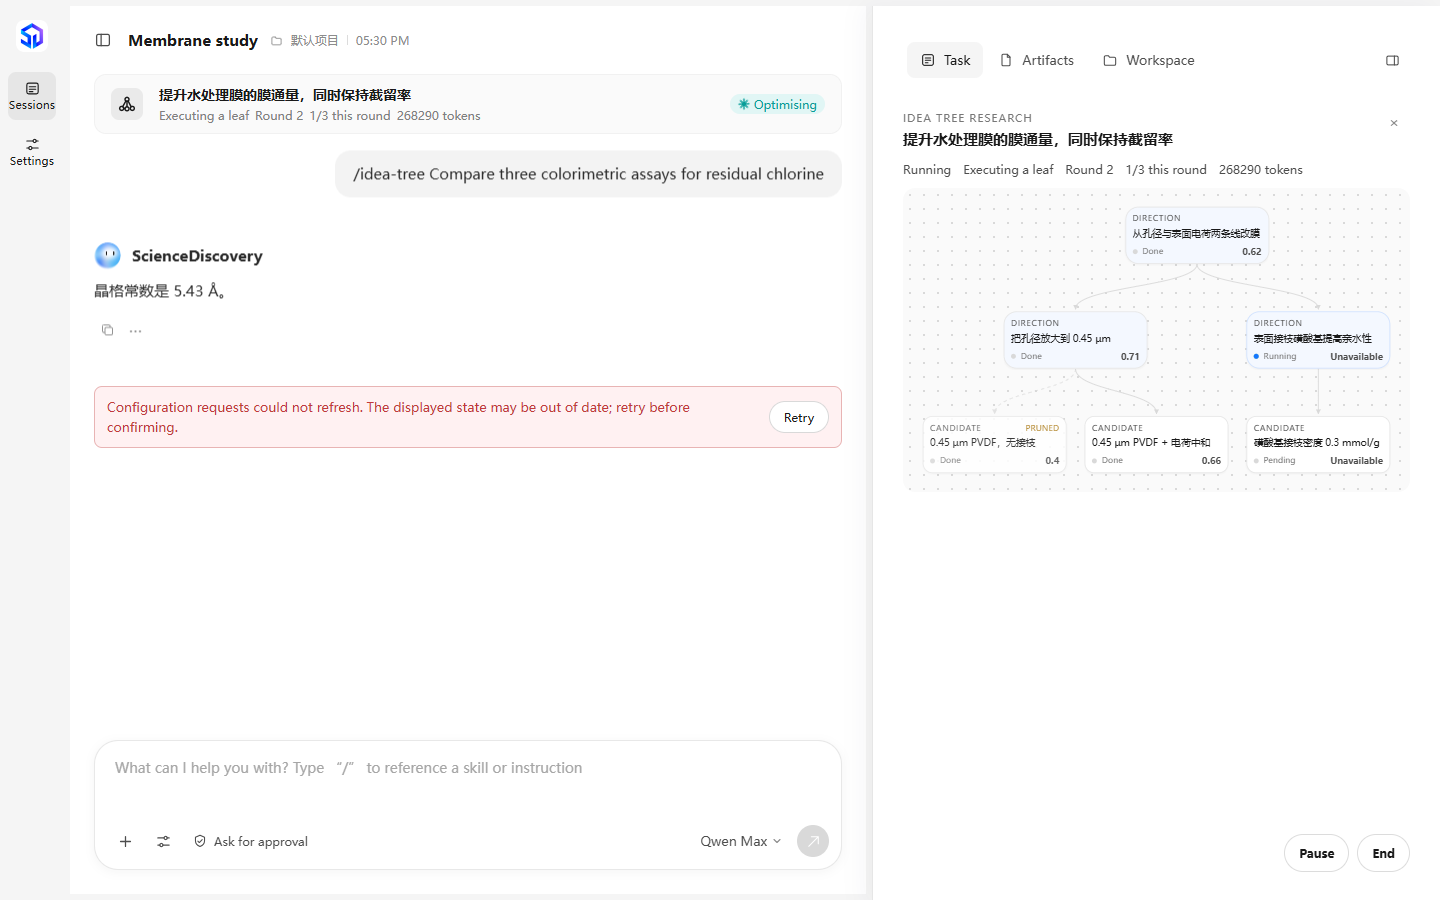 Sessions
Settings
Membrane study
默认项目
05:30 PM
提升水处理膜的膜通量，同时保持截留率
Executing a leaf Round 2 1/3 this round 268290 tokens
Optimising
/idea-tree Compare three colorimetric assays for residual chlorine
ScienceDiscovery
晶格常数是 5.43 Å。
Configuration requests could not refresh. The displayed state may be out of date; retry before
confirming.
Retry
What can I help you with? Type “/” to reference a skill or instruction
Ask for approval
Qwen Max
Task
Artifacts
Workspace
IDEA TREE RESEARCH
提升水处理膜的膜通量，同时保持截留率
Running Executing a leaf Round 2 1/3 this round 268290 tokens
DIRECTION
从孔径与表面电荷两条线改膜
Done 0.62
DIRECTION
把孔径放大到 0.45 μm
Done 0.71
DIRECTION
表面接枝磺酸基提高亲水性
Running Unavailable
CANDIDATE PRUNED
0.45 μm PVDF，无接枝
Done 0.4
CANDIDATE
0.45 μm PVDF + 电荷中和
Done 0.66
CANDIDATE
磺酸基接枝密度 0.3 mmol/g
Pending Unavailable
Pause
End